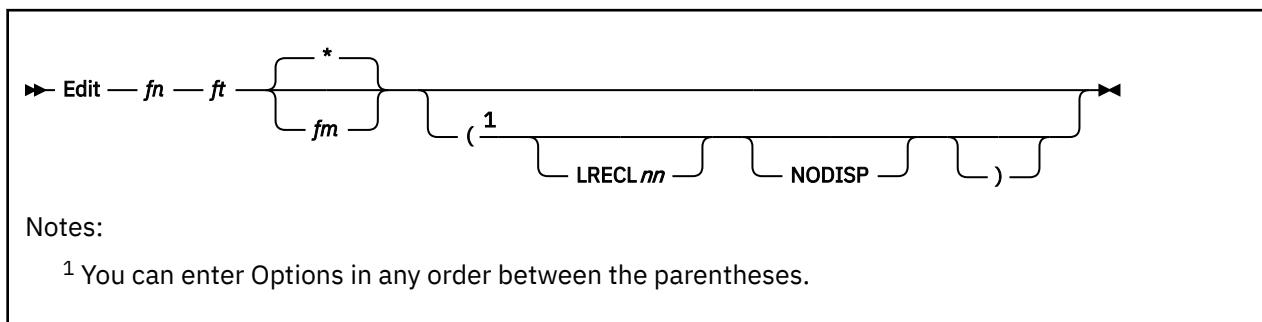 *
Edit fn ft
fm
( 1
LRECL nn NODISP )
Notes:
1 You can enter Options in any order between the parentheses.